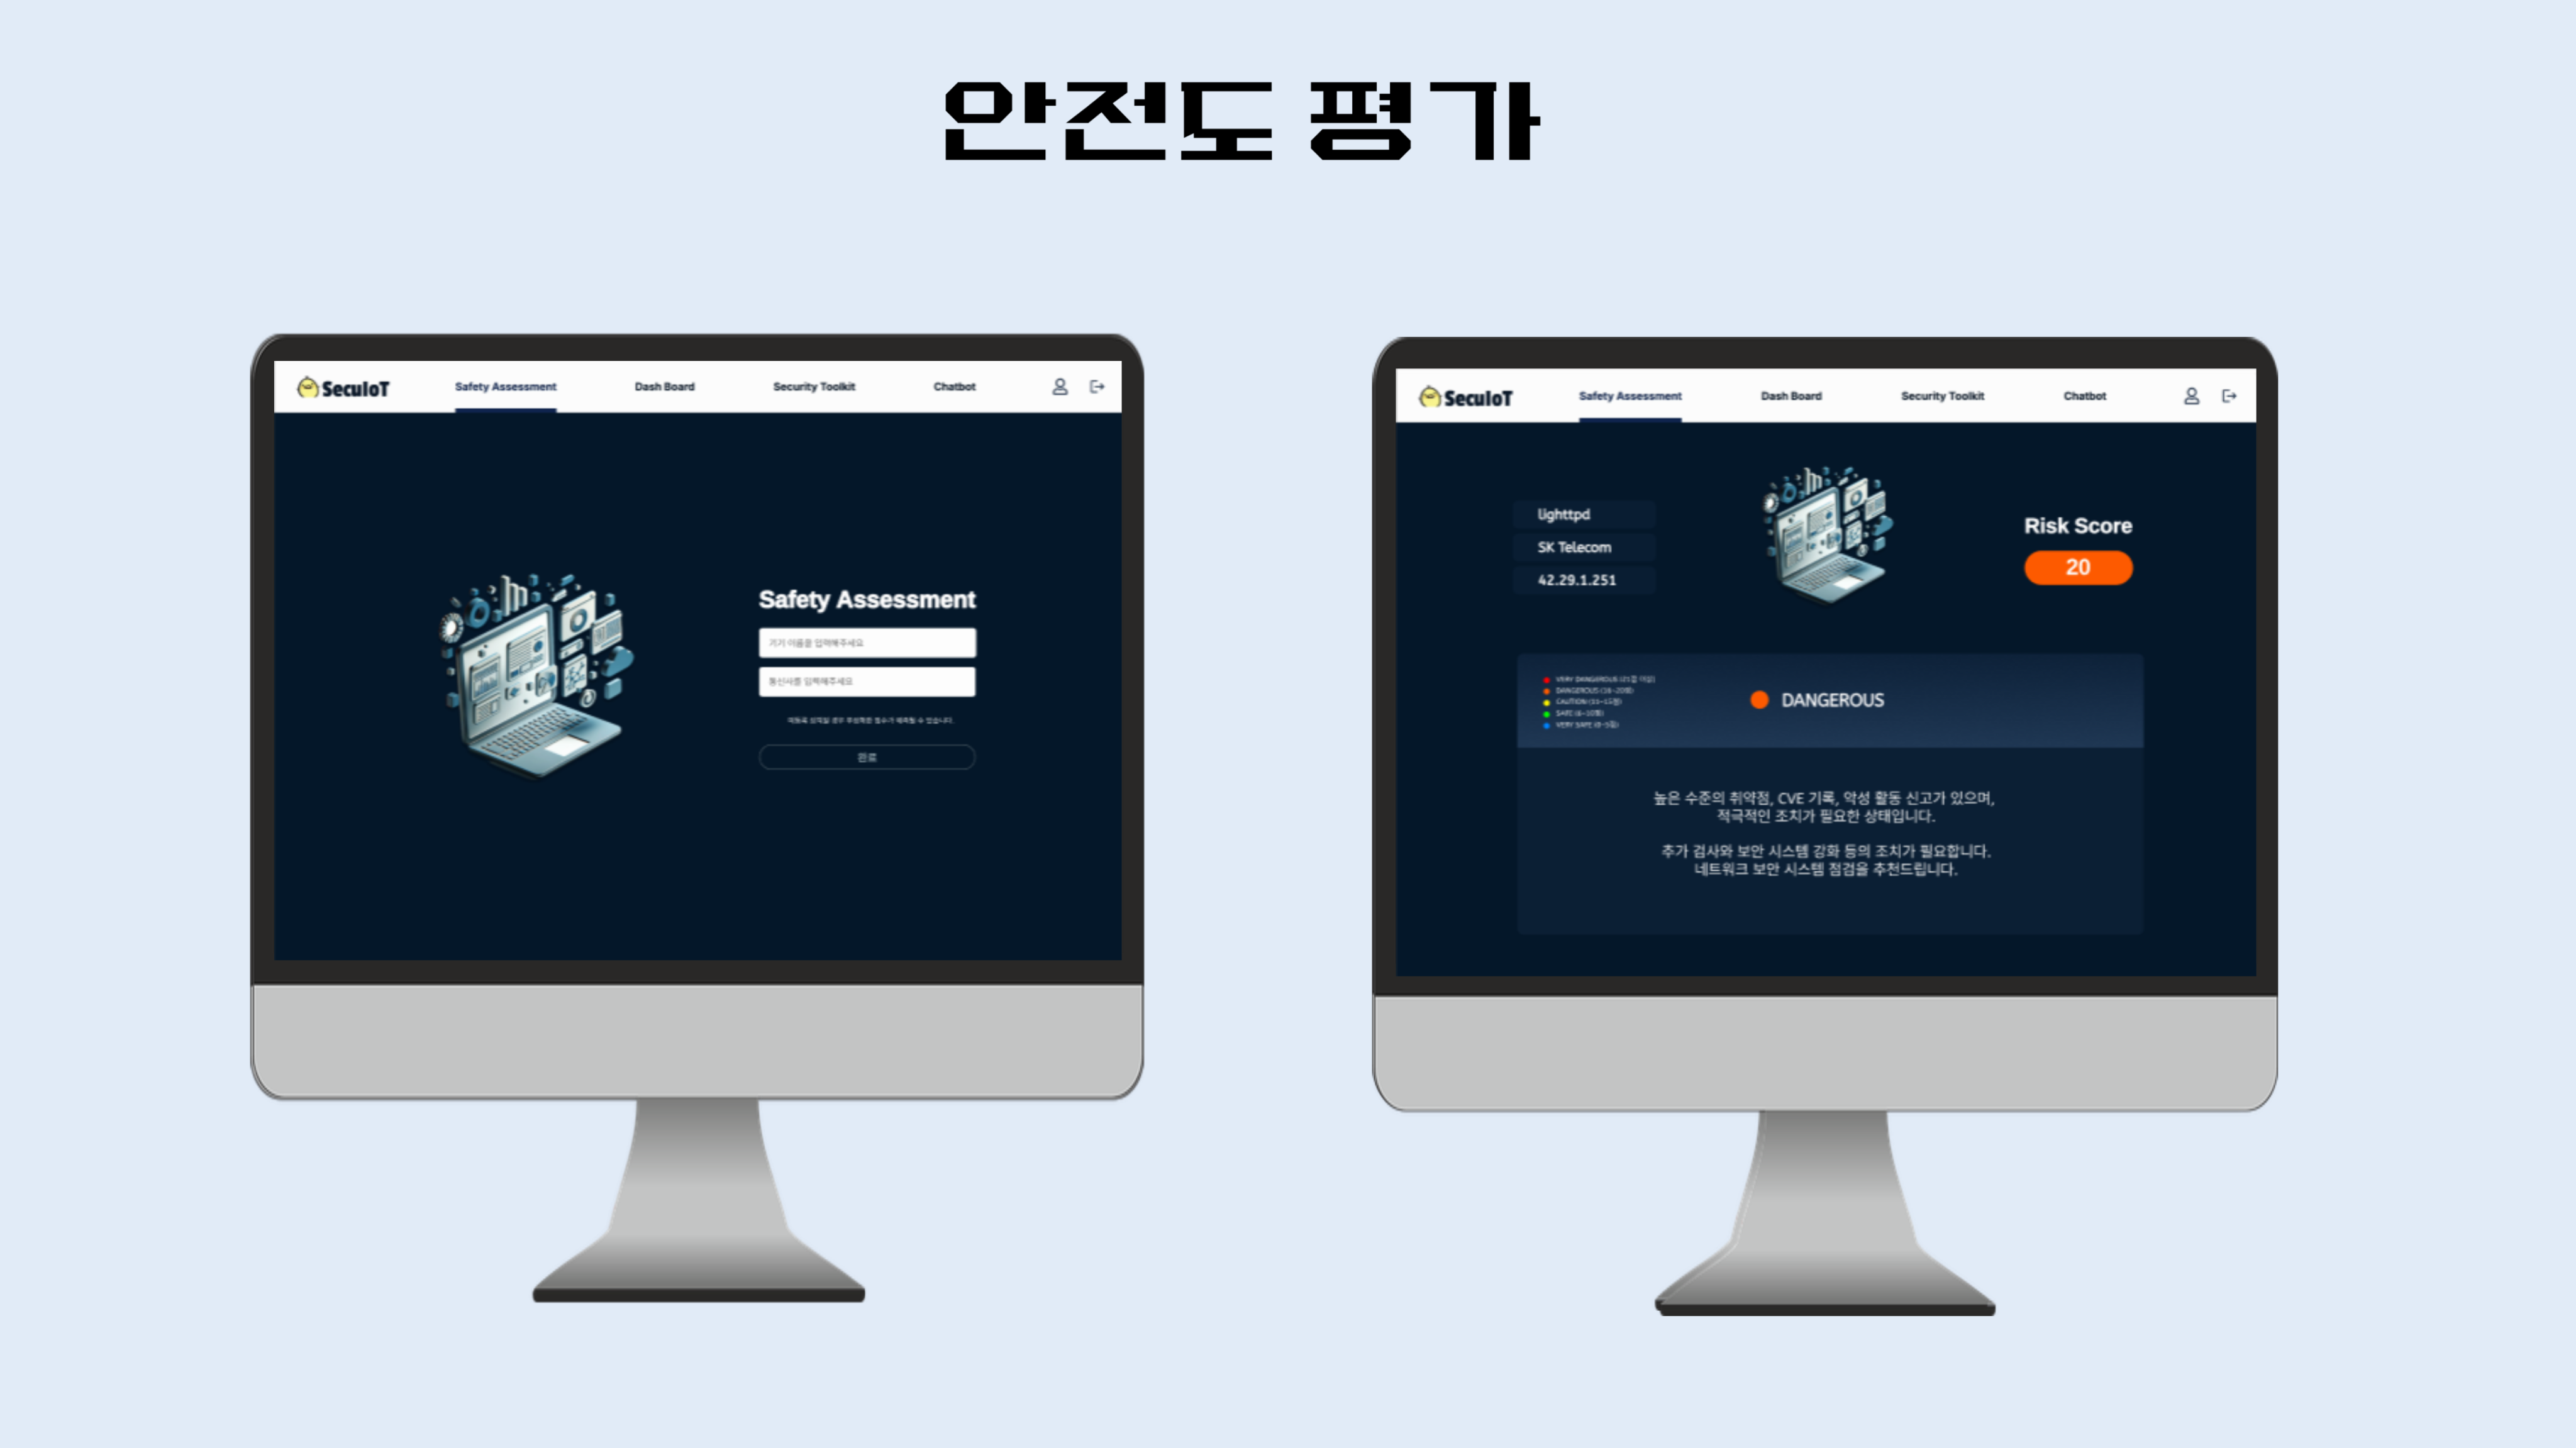 안전도 평가
SecuIoT
Safety Assessment
Dash Board
Security Toolkit
Chatbot
Safety Assessment
기기 이름을 입력해주세요
통신사를 입력해주세요
완료
SecuIoT
Safety Assessment
Dash Board
Security Toolkit
Chatbot
lighttpd
SK Telecom
42.29.1.251
Risk Score
20
VERY DANGEROUS (21점 이상)
DANGEROUS (16~20점)
CAUTION (11~15점)
SAFE (6~10점)
VERY SAFE (0~5점)
DANGEROUS
높은 수준의 취약점, CVE 기록, 악성 활동 신고가 있으며,
적극적인 조치가 필요한 상태입니다.
추가 검사와 보안 시스템 강화 등의 조치가 필요합니다.
네트워크 보안 시스템 점검을 추천드립니다.